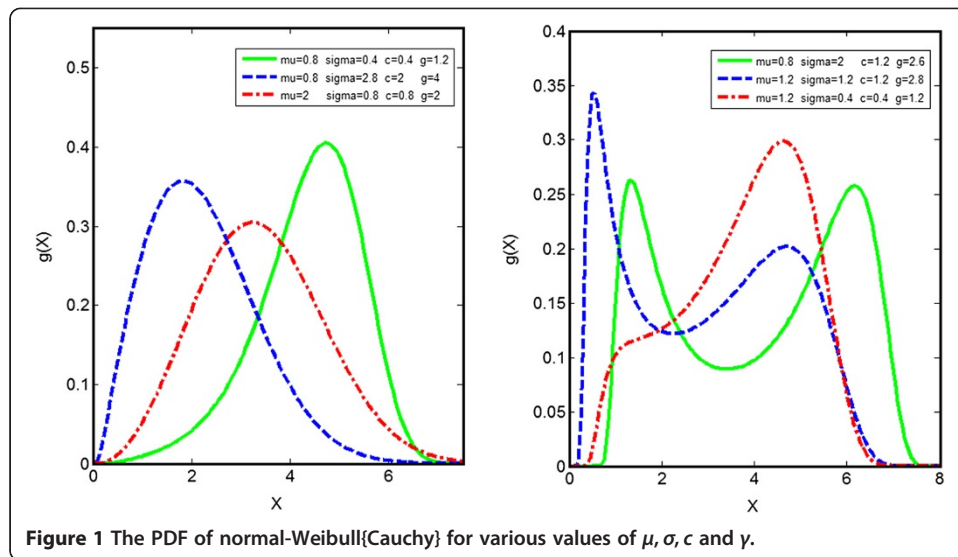 0.5
0.4
0.3
0.2
0.1
0
g(X)
mu=0.8 sigma=0.4 c=0.4 g=1.2
mu=0.8 sigma=2.8 c=2 g=4
mu=2 sigma=0.8 c=0.8 g=2
0 2 4 6
X
0.4
0.35
0.3
0.25
0.2
0.15
0.1
0.05
0
g(X)
mu=0.8 sigma=2 c=1.2 g=2.6
mu=1.2 sigma=1.2 c=1.2 g=2.8
mu=1.2 sigma=0.4 c=0.4 g=1.2
0 2 4 6 8
X
Figure 1 The PDF of normal-Weibull{Cauchy} for various values of μ, σ, c and γ.